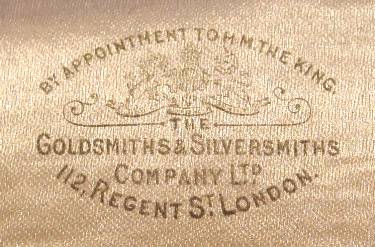 BY APPOINTMENT TO H.M. THE KING.
THE
GOLDSMITHS & SILVERSMITHS
COMPANY LTD
112, REGENT ST. LONDON.